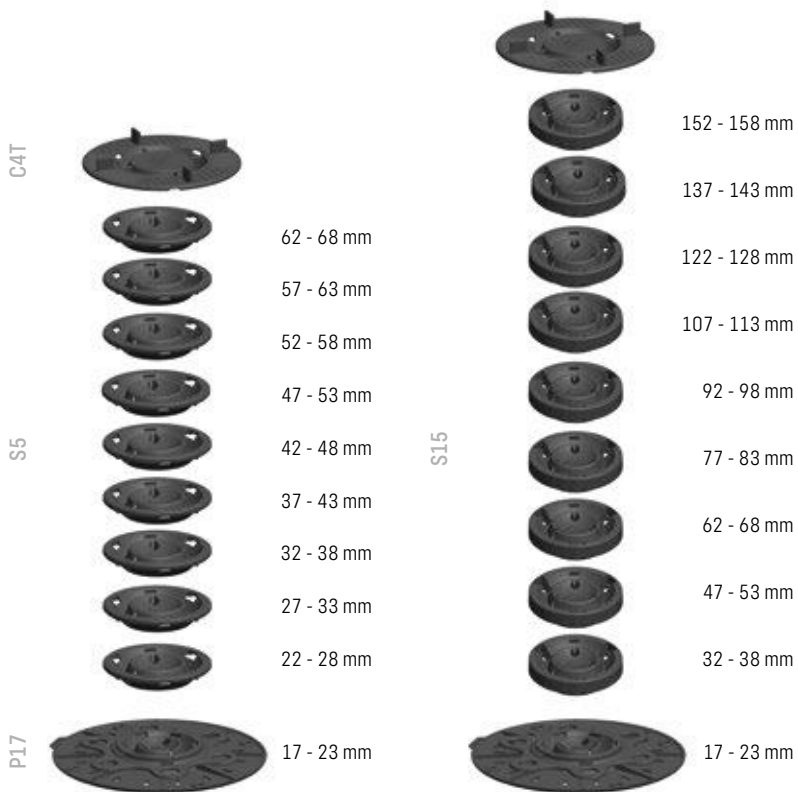 C4T
S5
P17
62 - 68 mm
57 - 63 mm
52 - 58 mm
47 - 53 mm
42 - 48 mm
37 - 43 mm
32 - 38 mm
27 - 33 mm
22 - 28 mm
17 - 23 mm
S15
152 - 158 mm
137 - 143 mm
122 - 128 mm
107 - 113 mm
92 - 98 mm
77 - 83 mm
62 - 68 mm
47 - 53 mm
32 - 38 mm
17 - 23 mm